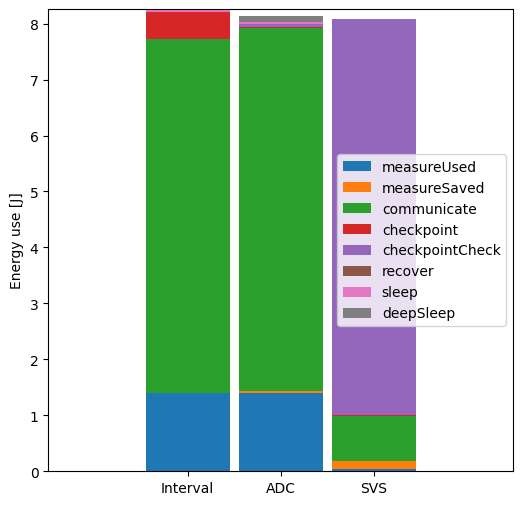 Energy use [J]
8
7
6
5
4
3
2
1
0
measureUsed
measureSaved
communicate
checkpoint
checkpointCheck
recover
sleep
deepSleep
Interval
ADC
SVS